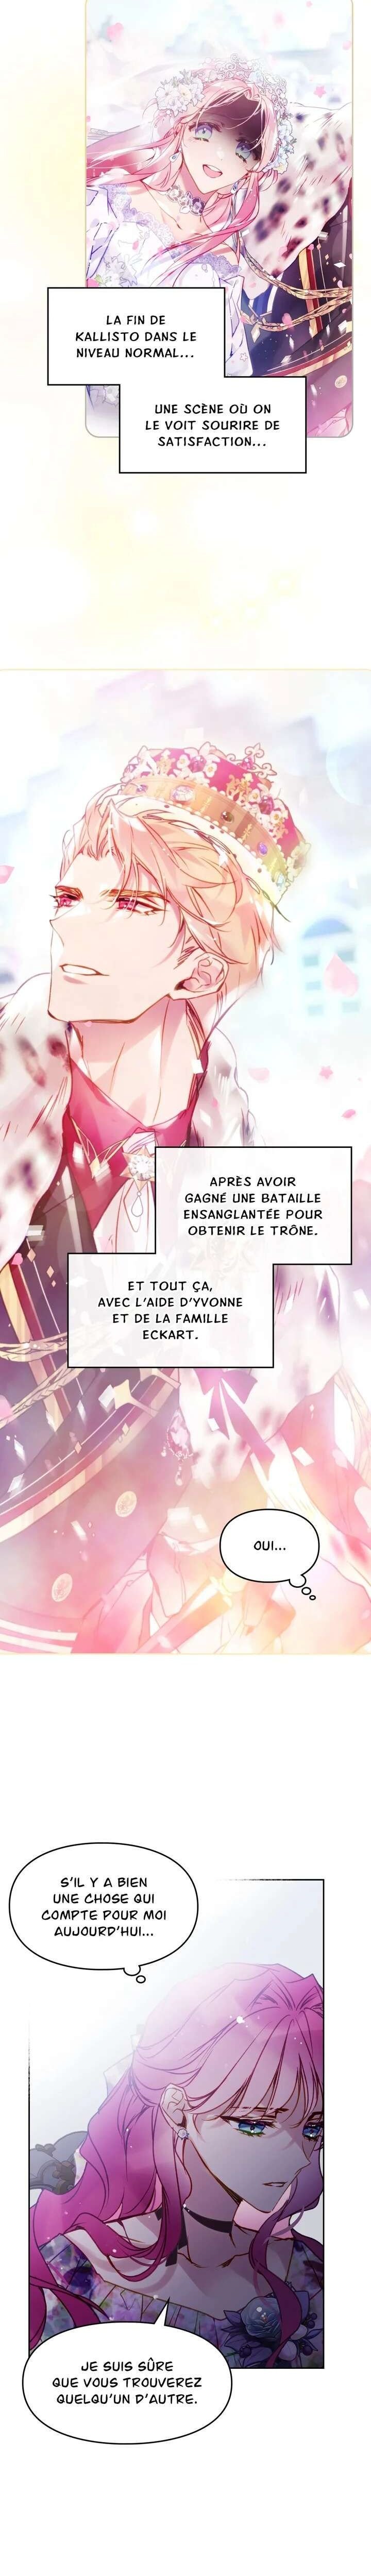 LA FIN DE
KALLISTO DANS LE
NIVEAU NORMAL...
UNE SCÈNE OÙ ON
LE VOIT SOURIRE DE
SATISFACTION...
APRÈS AVOIR
GAGNÉ UNE BATAILLE
ENSANGLANTÉE POUR
OBTENIR LE TRÔNE.
ET TOUT ÇA,
AVEC L'AIDE D'YVONNE
ET DE LA FAMILLE
ECKART.
OUI...
S'IL Y A BIEN
UNE CHOSE QUI
COMPTE POUR MOI
AUJOURD'HUI...
JE SUIS SÛRE
QUE VOUS TROUVEREZ
QUELQU'UN D'AUTRE.